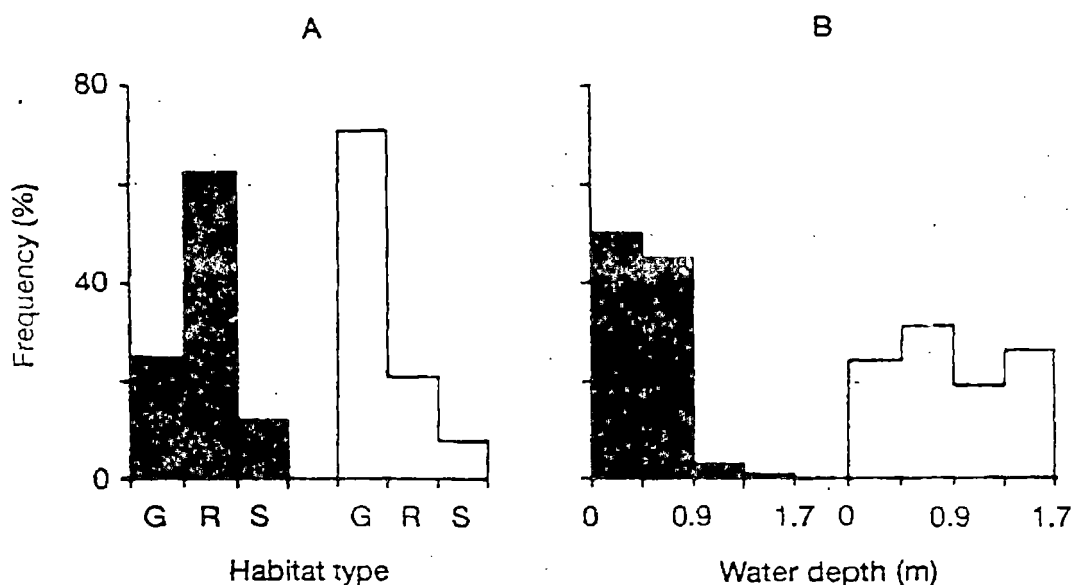 A
B
80
40
0
Frequency (%)
G R S G R S
0 0.9 1.7 0 0.9 1.7
Habitat type
Water depth (m)